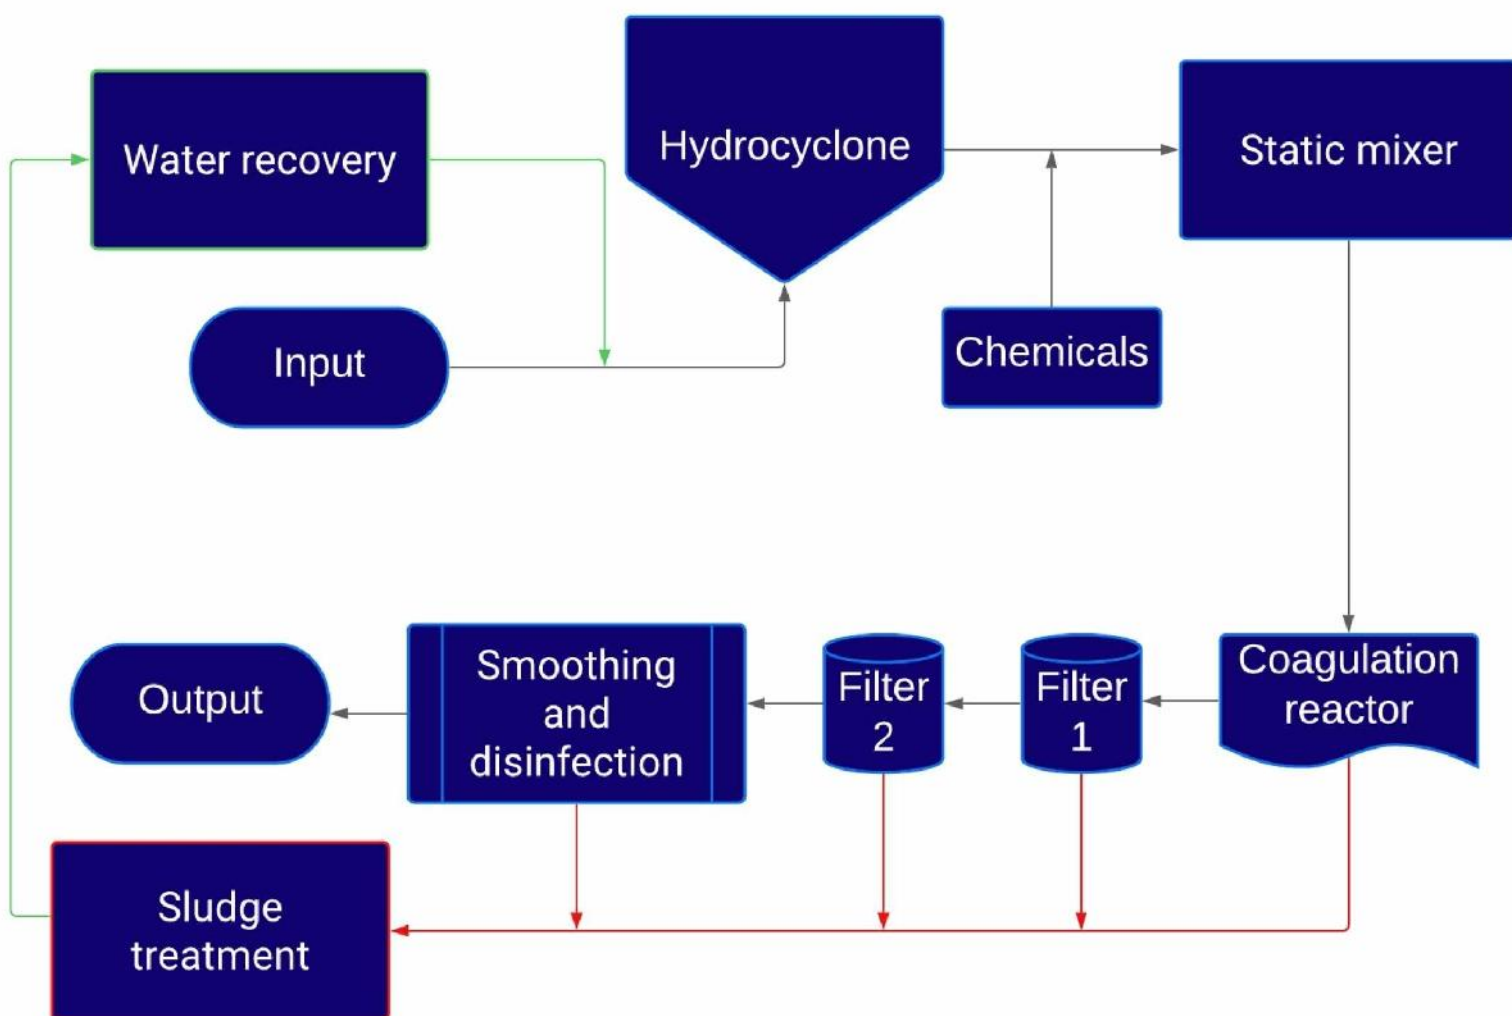 Water recovery
Hydrocyclone
Static mixer
Input
Chemicals
Output
Smoothing
and
disinfection
Filter
2
Filter
1
Coagulation
reactor
Sludge
treatment